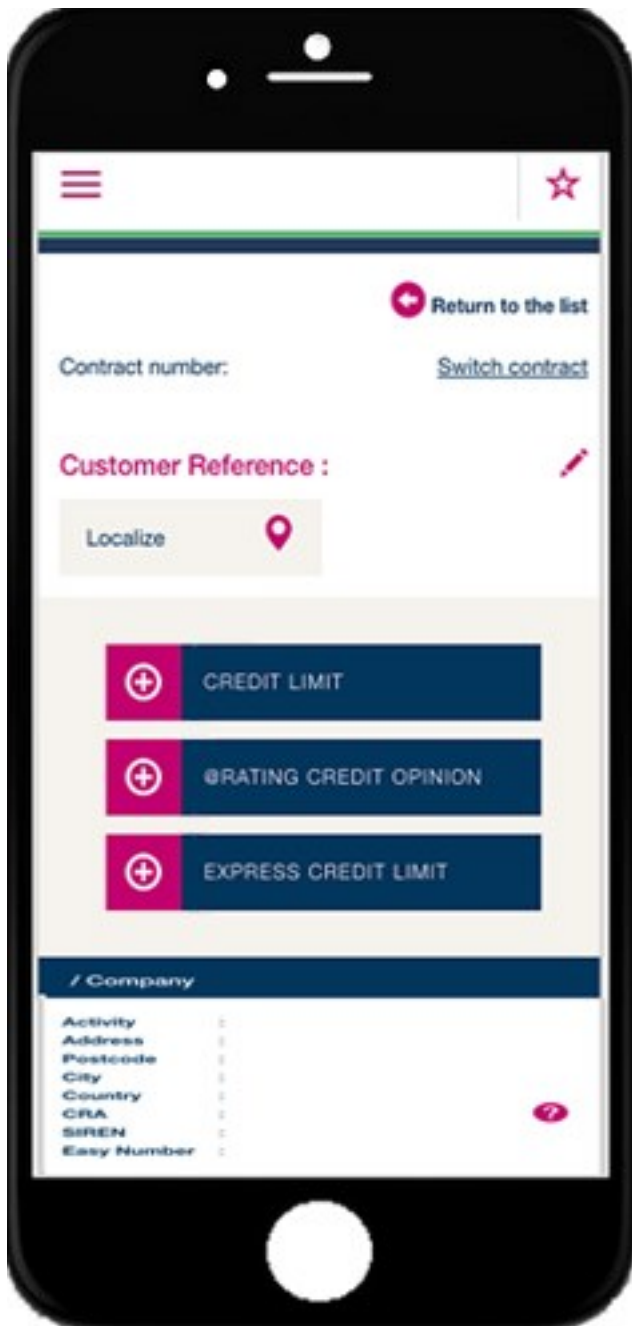 Return to the list
Contract number: Switch contract
Customer Reference :
Localize
CREDIT LIMIT
@RATING CREDIT OPINION
EXPRESS CREDIT LIMIT
/ Company
Activity :
Address :
Postcode :
City :
Country :
CRA :
SIREN :
Easy Number :
?